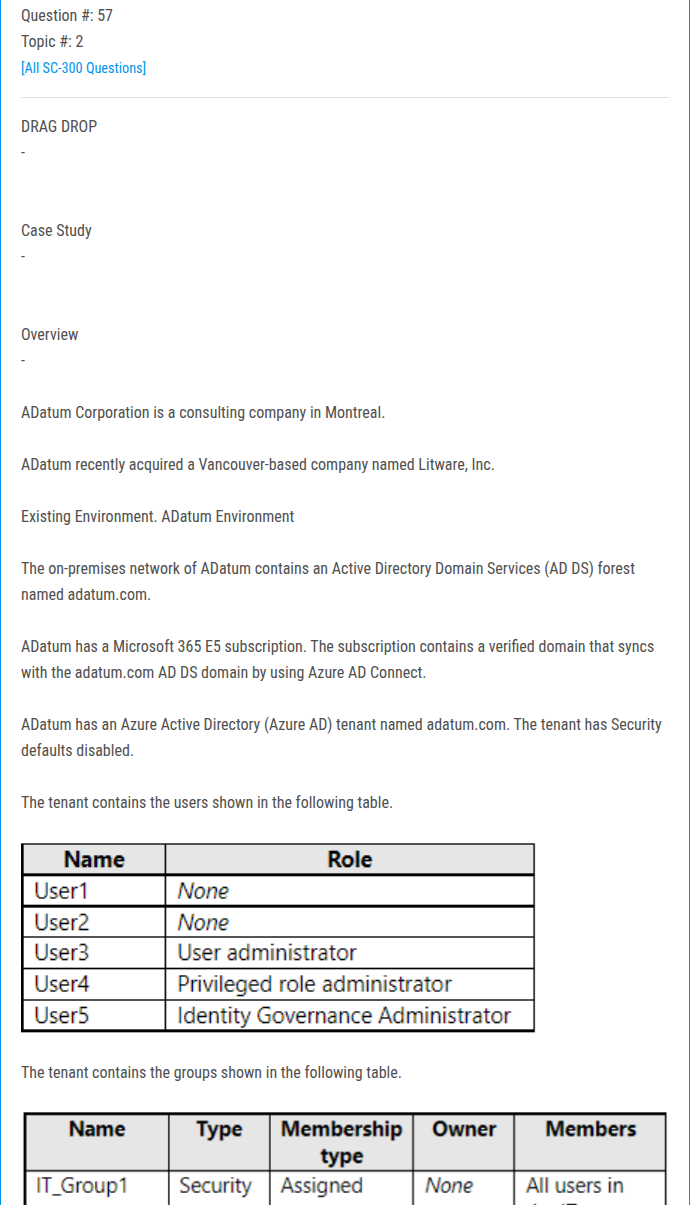 Question #: 57
Topic #: 2
[All SC-300 Questions]
DRAG DROP
-
Case Study
-
Overview
-
ADatum Corporation is a consulting company in Montreal.
ADatum recently acquired a Vancouver-based company named Litware, Inc.
Existing Environment. ADatum Environment
The on-premises network of ADatum contains an Active Directory Domain Services (AD DS) forest
named adatum.com.
ADatum has a Microsoft 365 E5 subscription. The subscription contains a verified domain that syncs
with the adatum.com AD DS domain by using Azure AD Connect.
ADatum has an Azure Active Directory (Azure AD) tenant named adatum.com. The tenant has Security
defaults disabled.
The tenant contains the users shown in the following table.
Name Role
User1 None
User2 None
User3 User administrator
User4 Privileged role administrator
User5 Identity Governance Administrator
The tenant contains the groups shown in the following table.
Name Type Membership type Owner Members
IT_Group1 Security Assigned None All users in